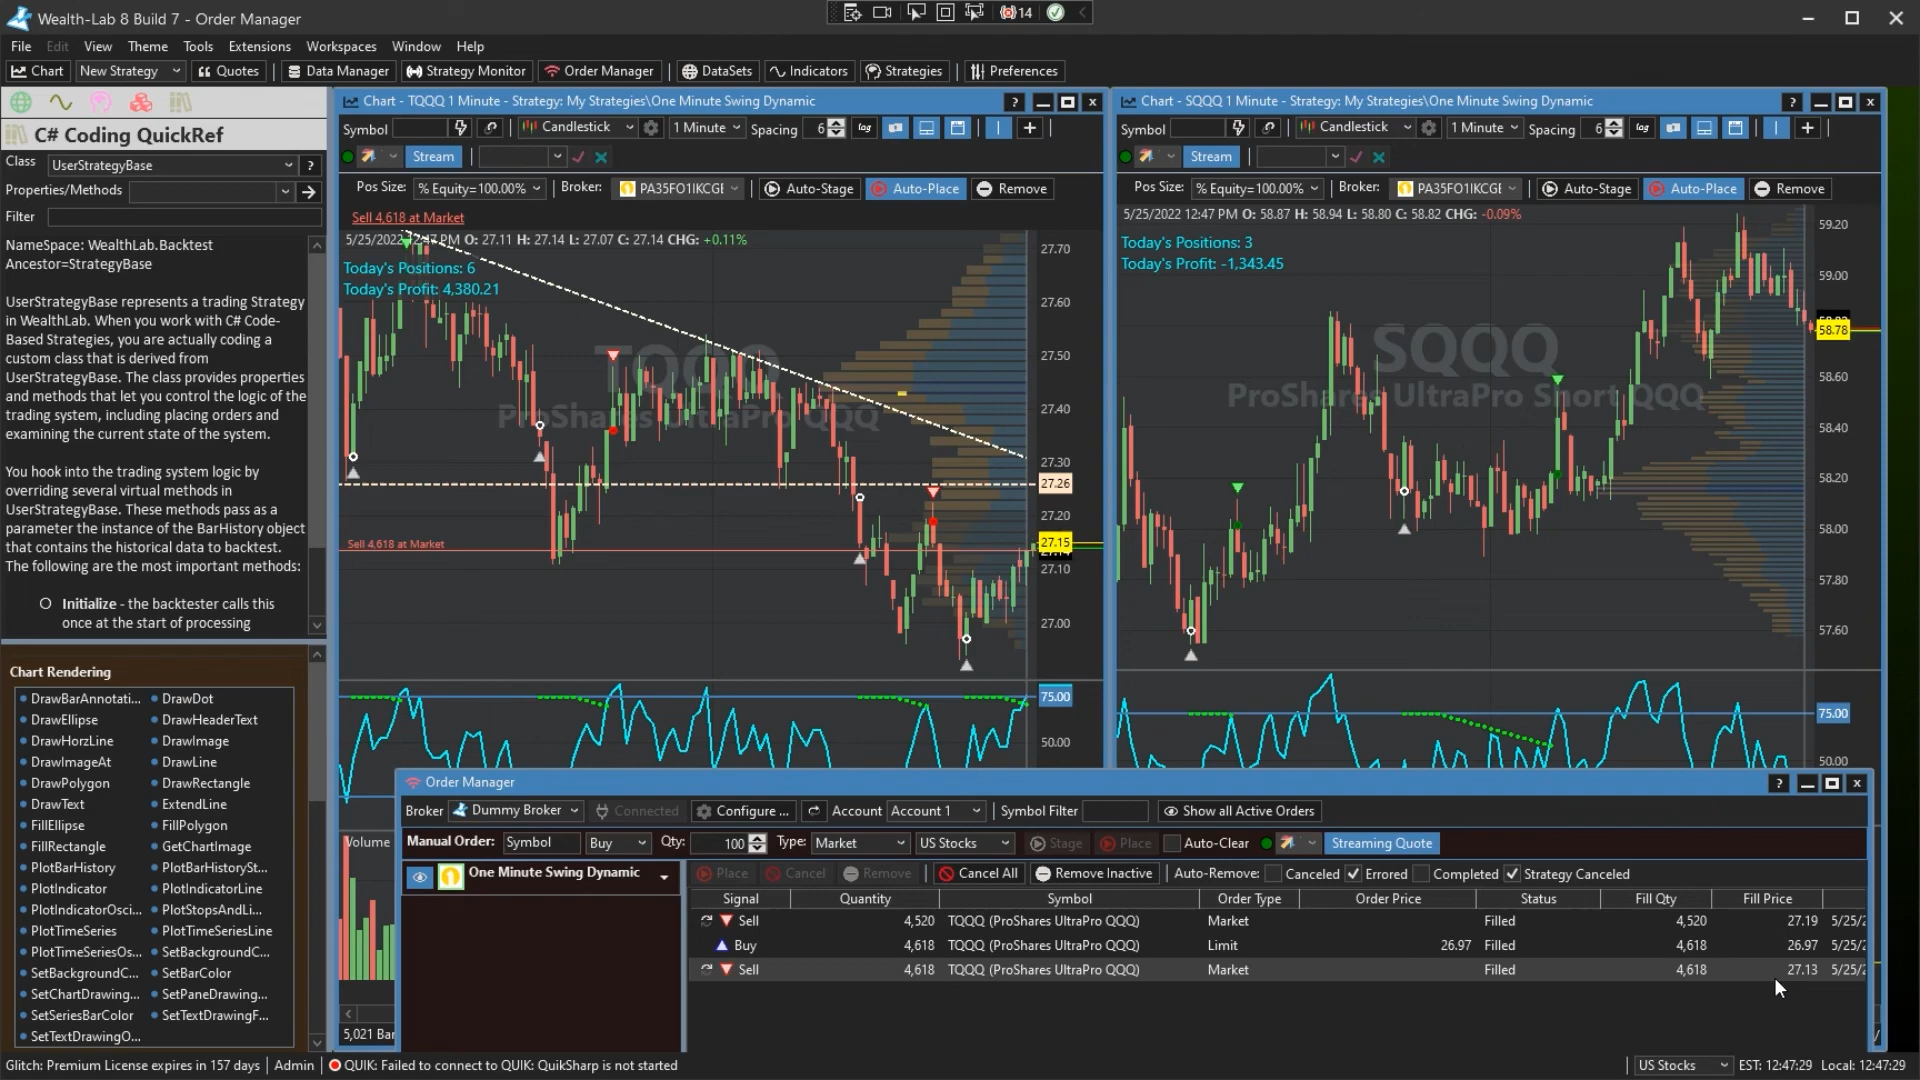 Wealth-Lab 8 Build 7 - Order Manager
14
File Edit View Theme Tools Extensions Workspaces Window Help
Chart New Strategy Quotes Data Manager Strategy Monitor Order Manager DataSets Indicators Strategies Preferences
C# Coding QuickRef
Class UserStrategyBase ?
Properties/Methods
Filter
NameSpace: WealthLab.Backtest
Ancestor=StrategyBase
UserStrategyBase represents a trading Strategy
in WealthLab. When you work with C# Code-
Based Strategies, you are actually coding a
custom class that is derived from
UserStrategyBase. The class provides properties
and methods that let you control the logic of the
trading system, including placing orders and
examining the current state of the system.
You hook into the trading system logic by
overriding several virtual methods in
UserStrategyBase. These methods pass as a
parameter the instance of the BarHistory object
that contains the historical data to backtest.
The following are the most important methods:
Initialize - the backtester calls this
once at the start of processing
Chart Rendering
DrawBarAnnotati... DrawDot
DrawEllipse DrawHeaderText
DrawHorzLine DrawImage
DrawImageAt DrawLine
DrawPolygon DrawRectangle
DrawText ExtendLine
FillEllipse FillPolygon
FillRectangle GetChartImage
PlotBarHistory PlotBarHistorySt...
PlotIndicator PlotIndicatorLine
PlotIndicatorOsci... PlotStopsAndLi...
PlotTimeSeries PlotTimeSeriesLine
PlotTimeSeriesOs... SetBackgroundC...
SetBackgroundC... SetBarColor
SetChartDrawing... SetPaneDrawing...
SetSeriesBarColor SetTextDrawingF...
SetTextDrawingO...
Chart - TQQQ 1 Minute - Strategy: My Strategies\One Minute Swing Dynamic ?
Symbol Candlestick 1 Minute Spacing 6 log
Stream
Pos Size: % Equity=100.00% Broker: PA35FO1IKCGE Auto-Stage Auto-Place Remove
Sell 4,618 at Market
5/25/2022 12:47 PM O: 27.11 H: 27.14 L: 27.07 C: 27.14 CHG: +0.11%
Today's Positions: 6
Today's Profit: 4,380.21
TQQQ
ProShares UltraPro QQQ
Sell 4,618 at Market
27.70
27.60
27.50
27.40
27.30
27.26
27.20
27.15
27.10
27.00
75.00
50.00
Volume
5,021 Bar
Chart - SQQQ 1 Minute - Strategy: My Strategies\One Minute Swing Dynamic ?
Symbol Candlestick 1 Minute Spacing 6 log
Stream
Pos Size: % Equity=100.00% Broker: PA35FO1IKCGE Auto-Stage Auto-Place Remove
5/25/2022 12:47 PM O: 58.87 H: 58.94 L: 58.80 C: 58.82 CHG: -0.09%
Today's Positions: 3
Today's Profit: -1,343.45
SQQQ
ProShares UltraPro Short QQQ
59.20
59.00
58.78
58.60
58.40
58.20
58.00
57.80
57.60
75.00
50.00
Order Manager ?
Broker Dummy Broker Connected Configure ... Account Account 1 Symbol Filter Show all Active Orders
Manual Order: Symbol Buy Qty: 100 Type: Market US Stocks Stage Place Auto-Clear Streaming Quote
One Minute Swing Dynamic
Place Cancel Remove Cancel All Remove Inactive Auto-Remove: Canceled Errored Completed Strategy Canceled
Signal Quantity Symbol Order Type Order Price Status Fill Qty Fill Price
Sell 4,520 TQQQ (ProShares UltraPro QQQ) Market Filled 4,520 27.19 5/25/2
Buy 4,618 TQQQ (ProShares UltraPro QQQ) Limit 26.97 Filled 4,618 26.97 5/25/2
Sell 4,618 TQQQ (ProShares UltraPro QQQ) Market Filled 4,618 27.13 5/25/2
Glitch: Premium License expires in 157 days Admin QUIK: Failed to connect to QUIK: QuikSharp is not started US Stocks EST: 12:47:29 Local: 12:47:29